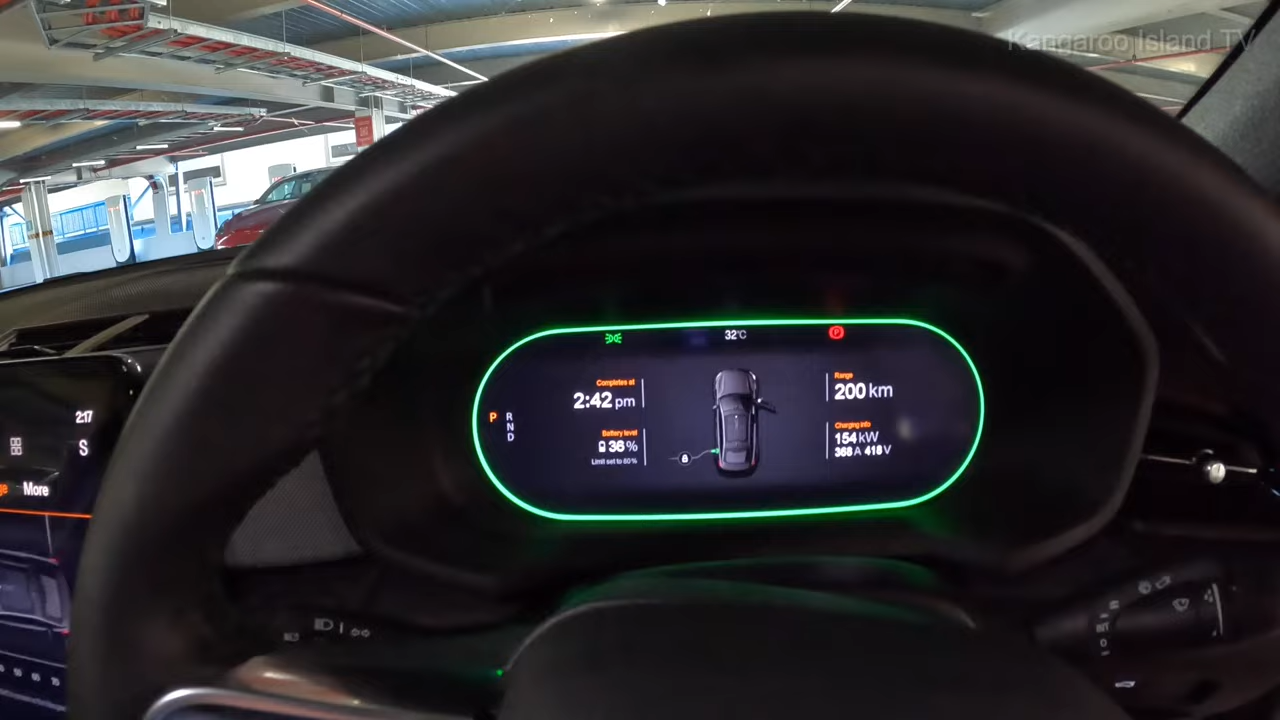 Kangaroo Island TV
32°C
P
Completes at
2:42 pm
Battery level
36 %
Limit set to 80 %
P
R
N
D
Range
200 km
Charging info
154 kW
368 A 418 V
2:17
S
More
INT
O